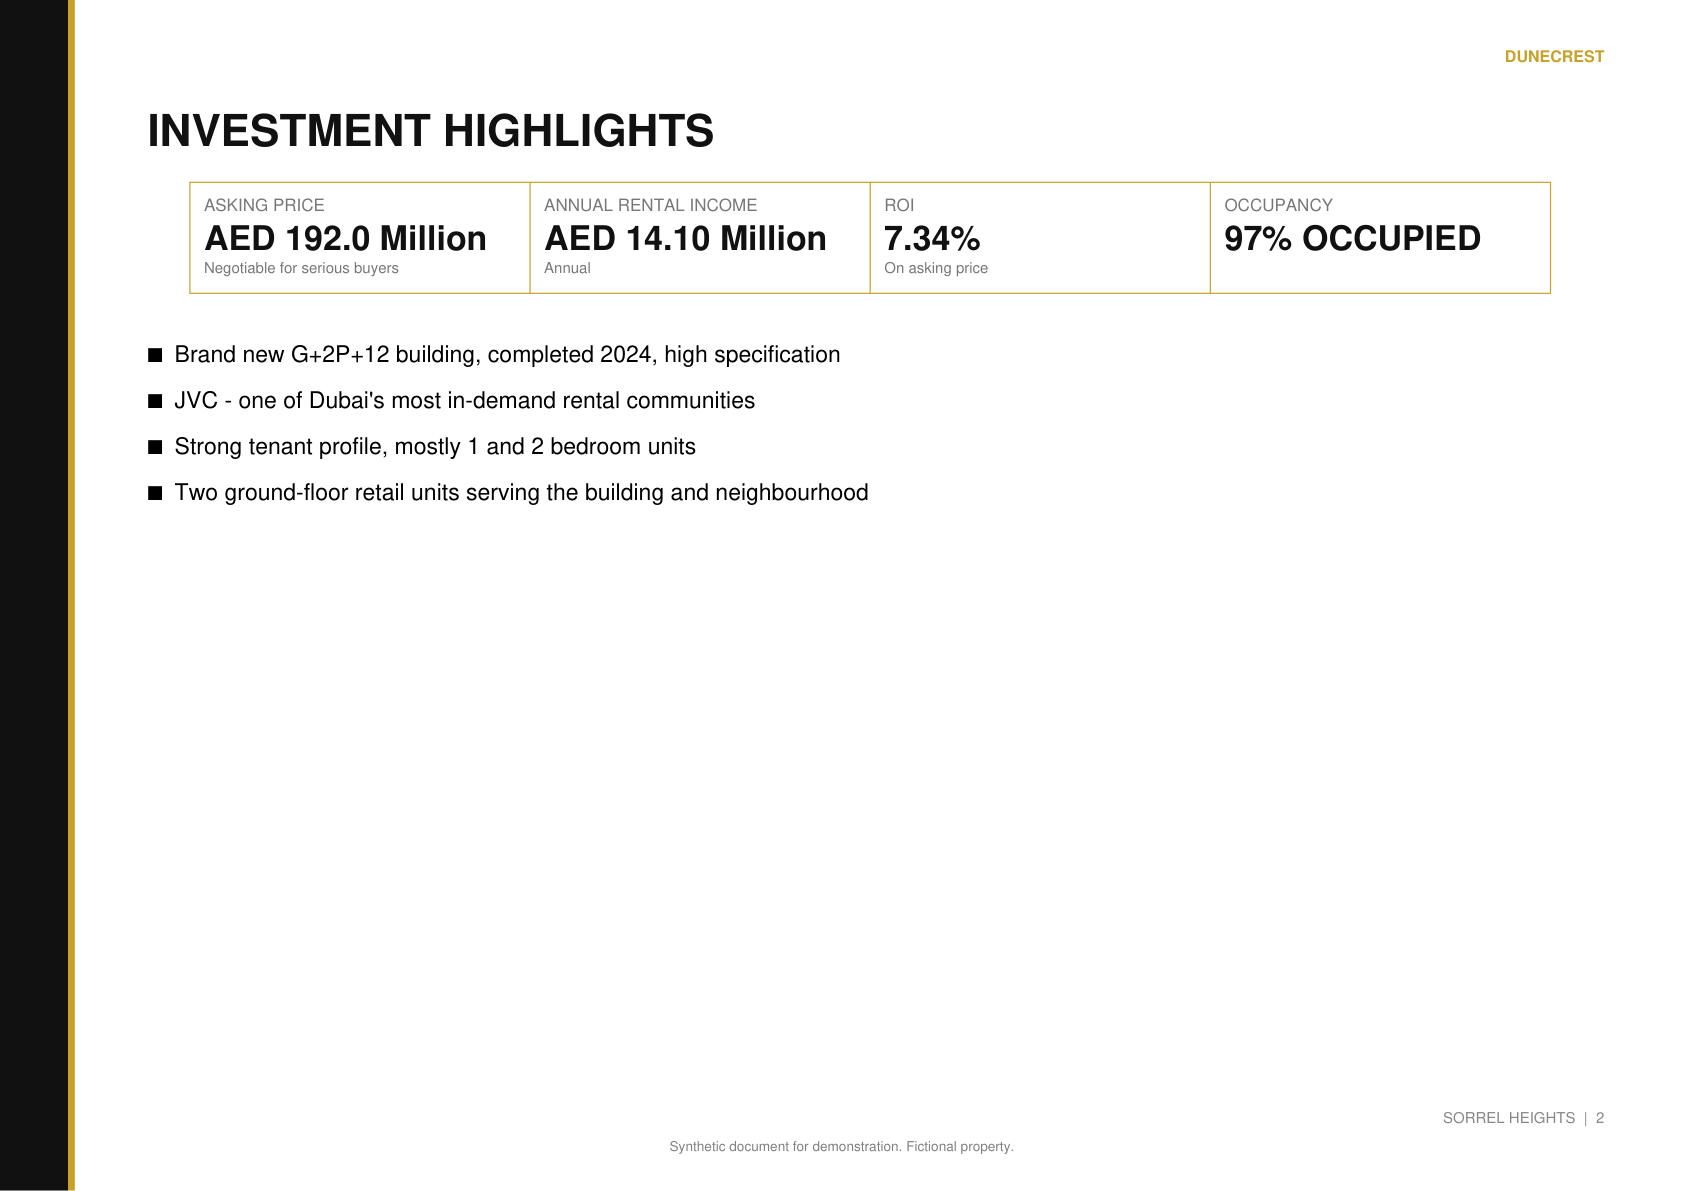 DUNECREST
INVESTMENT HIGHLIGHTS
ASKING PRICE
AED 192.0 Million
Negotiable for serious buyers
ANNUAL RENTAL INCOME
AED 14.10 Million
Annual
ROI
7.34%
On asking price
OCCUPANCY
97% OCCUPIED
■ Brand new G+2P+12 building, completed 2024, high specification
■ JVC - one of Dubai's most in-demand rental communities
■ Strong tenant profile, mostly 1 and 2 bedroom units
■ Two ground-floor retail units serving the building and neighbourhood
SORREL HEIGHTS | 2
Synthetic document for demonstration. Fictional property.